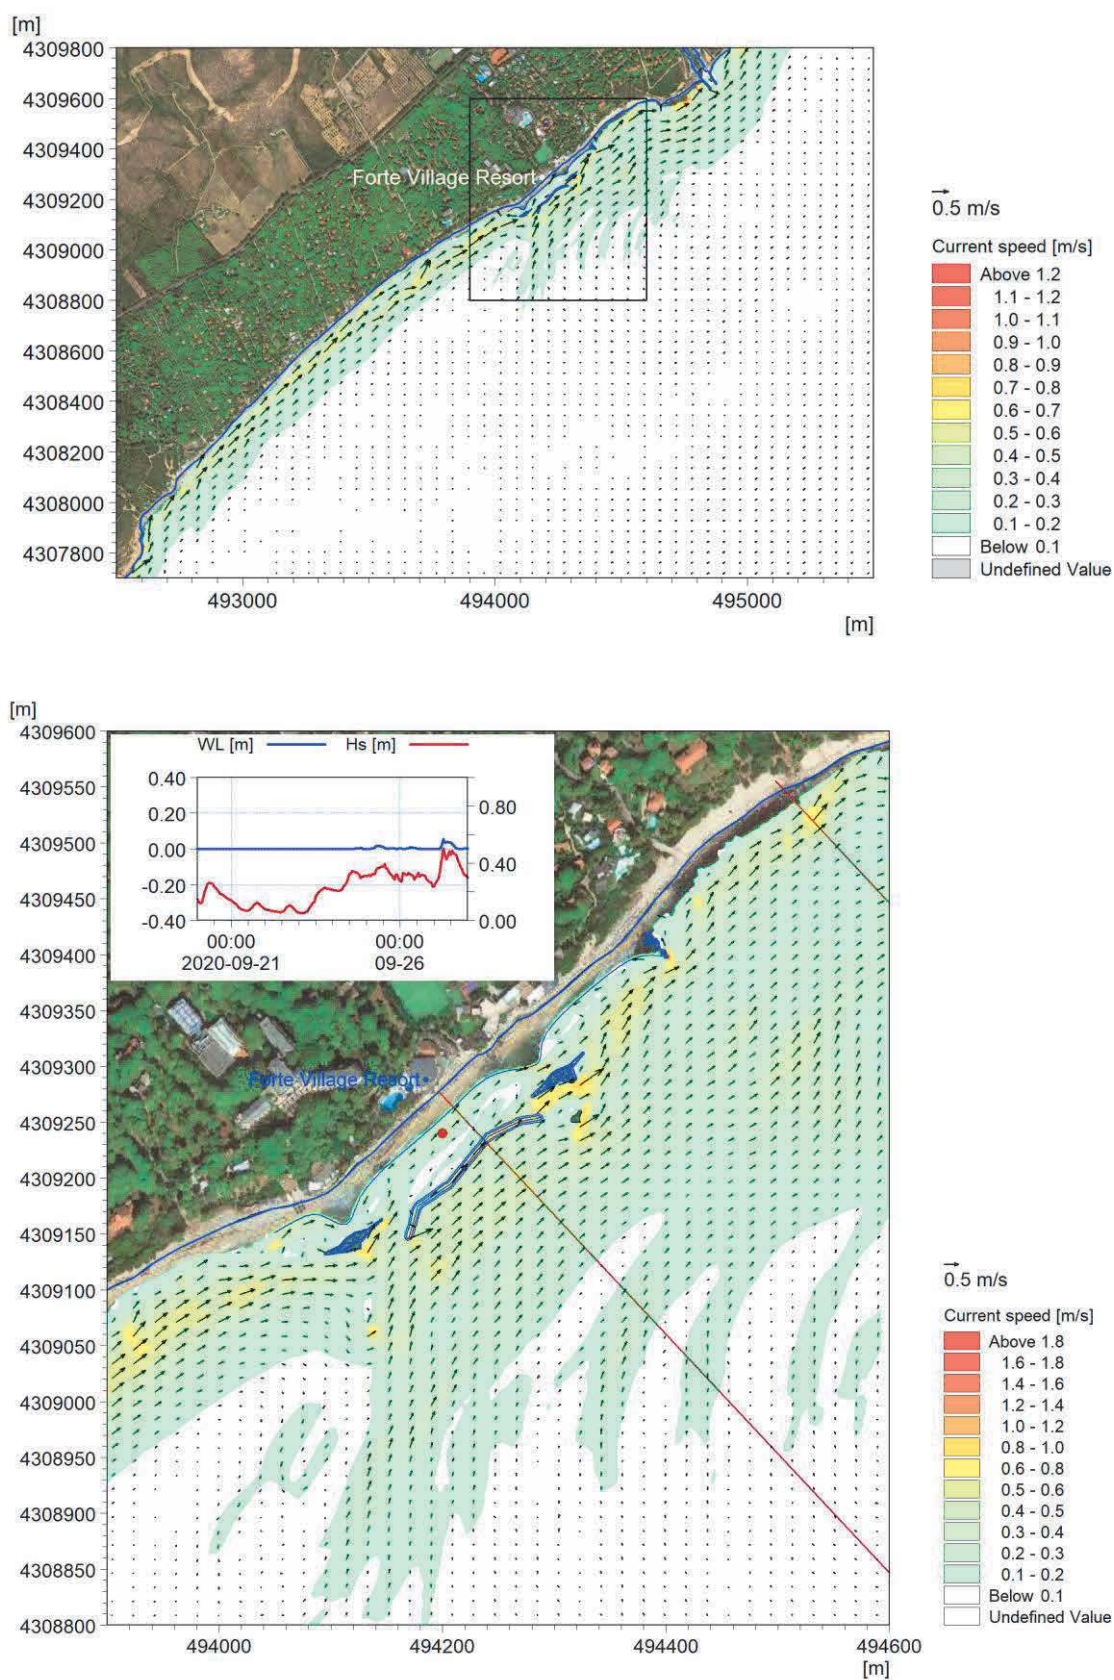 [m]
4309800
4309600
4309400
4309200
4309000
4308800
4308600
4308400
4308200
4308000
4307800
Forte Village Resort
493000 494000 495000
[m]
0.5 m/s
Current speed [m/s]
Above 1.2
1.1 - 1.2
1.0 - 1.1
0.9 - 1.0
0.8 - 0.9
0.7 - 0.8
0.6 - 0.7
0.5 - 0.6
0.4 - 0.5
0.3 - 0.4
0.2 - 0.3
0.1 - 0.2
Below 0.1
Undefined Value
[m]
4309600
4309550
4309500
4309450
4309400
4309350
4309300
4309250
4309200
4309150
4309100
4309050
4309000
4308950
4308900
4308850
4308800
WL [m] Hs [m]
0.40
0.20
0.00
-0.20
-0.40
0.80
0.40
0.00
00:00 00:00
2020-09-21 09-26
Forte Village Resort
494000 494200 494400 494600
[m]
0.5 m/s
Current speed [m/s]
Above 1.8
1.6 - 1.8
1.4 - 1.6
1.2 - 1.4
1.0 - 1.2
0.8 - 1.0
0.6 - 0.8
0.5 - 0.6
0.4 - 0.5
0.3 - 0.4
0.2 - 0.3
0.1 - 0.2
Below 0.1
Undefined Value